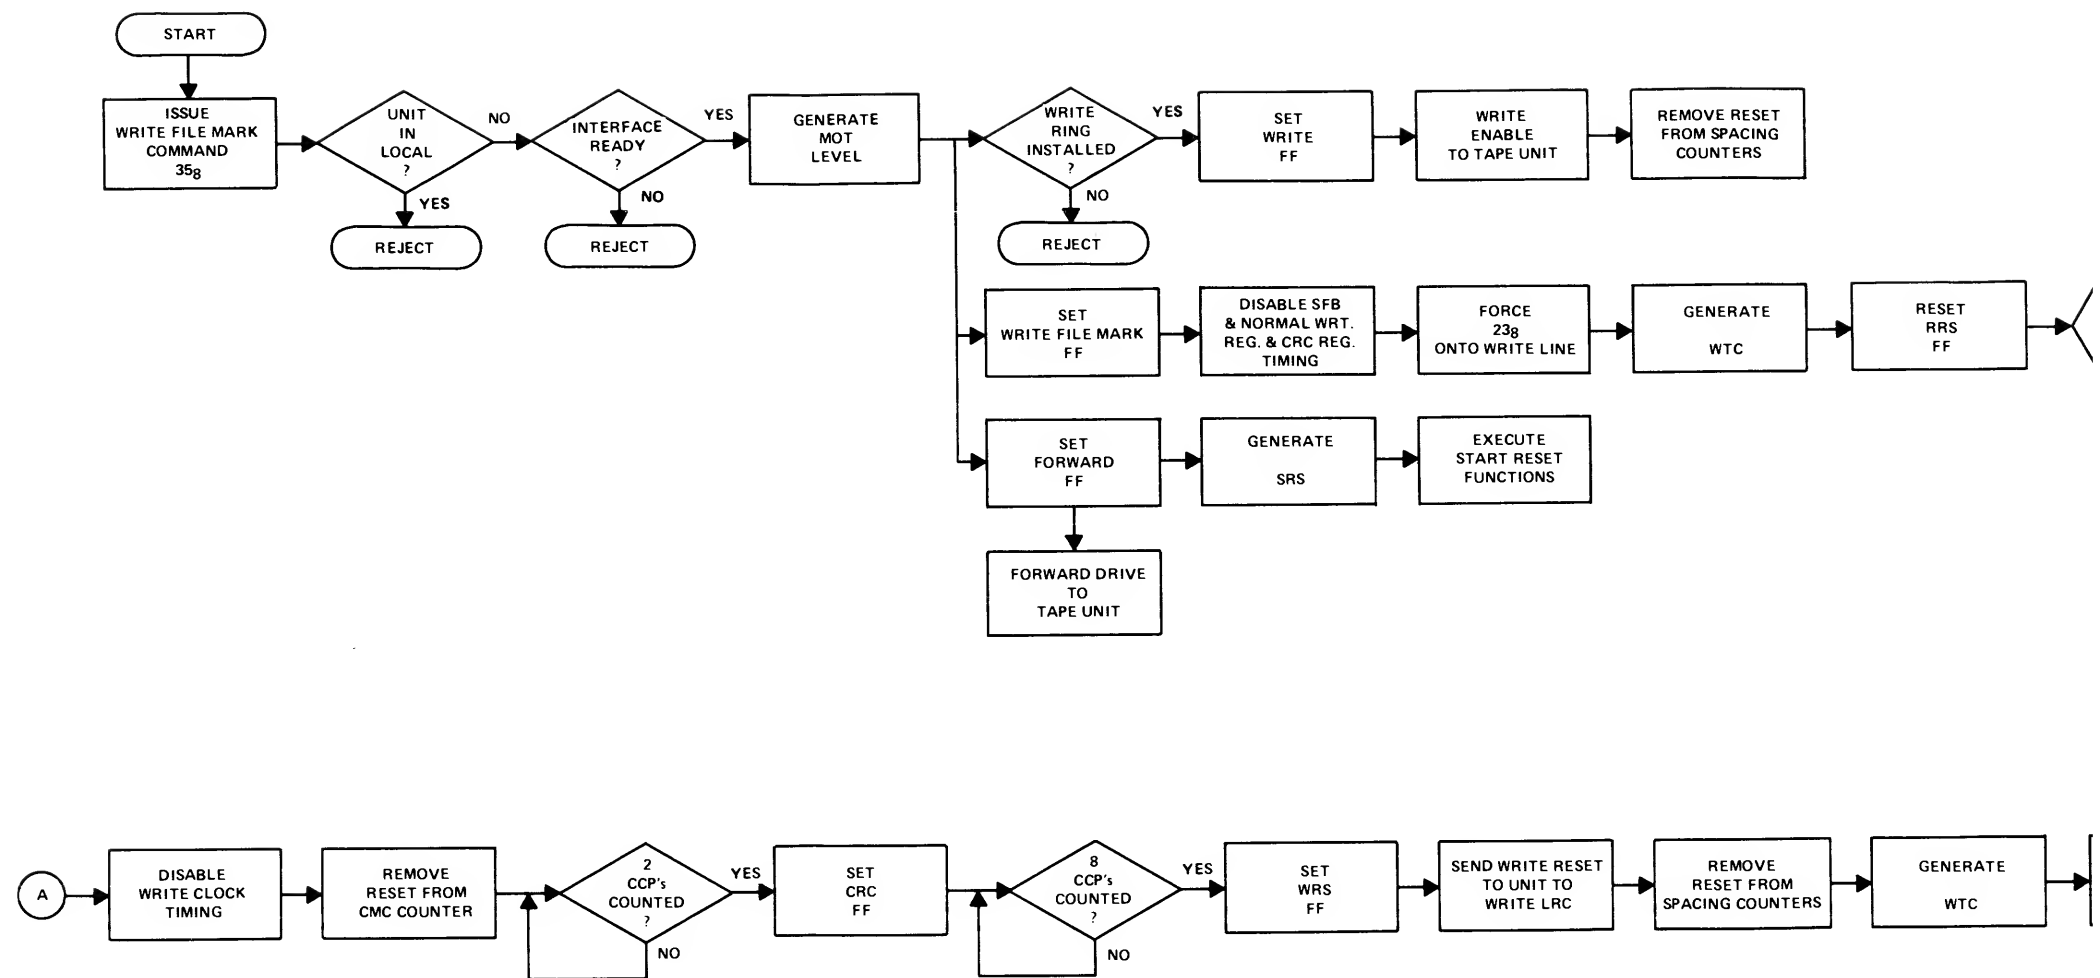 START
ISSUE
WRITE FILE MARK
COMMAND
35₈
UNIT
IN
LOCAL
?
NO
YES
REJECT
INTERFACE
READY
?
YES
NO
REJECT
GENERATE
MOT
LEVEL
WRITE
RING
INSTALLED
?
YES
NO
REJECT
SET
WRITE
FF
WRITE
ENABLE
TO TAPE UNIT
REMOVE RESET
FROM SPACING
COUNTERS
SET
WRITE FILE MARK
FF
DISABLE SFB
& NORMAL WRT.
REG. & CRC REG.
TIMING
FORCE
23₈
ONTO WRITE LINE
GENERATE
WTC
RESET
RRS
FF
SET
FORWARD
FF
GENERATE
SRS
EXECUTE
START RESET
FUNCTIONS
FORWARD DRIVE
TO
TAPE UNIT
A
DISABLE
WRITE CLOCK
TIMING
REMOVE
RESET FROM
CMC COUNTER
2
CCP's
COUNTED
?
YES
NO
SET
CRC
FF
8
CCP's
COUNTED
?
YES
NO
SET
WRS
FF
SEND WRITE RESET
TO UNIT TO
WRITE LRC
REMOVE
RESET FROM
SPACING COUNTERS
GENERATE
WTC